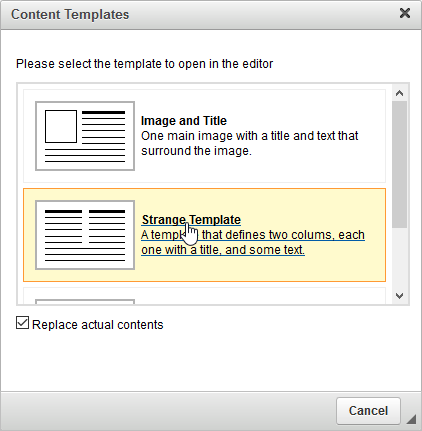 Content Templates
Please select the template to open in the editor
Image and Title
One main image with a title and text that
surround the image.
Strange Template
A template that defines two colums, each
one with a title, and some text.
Replace actual contents
Cancel